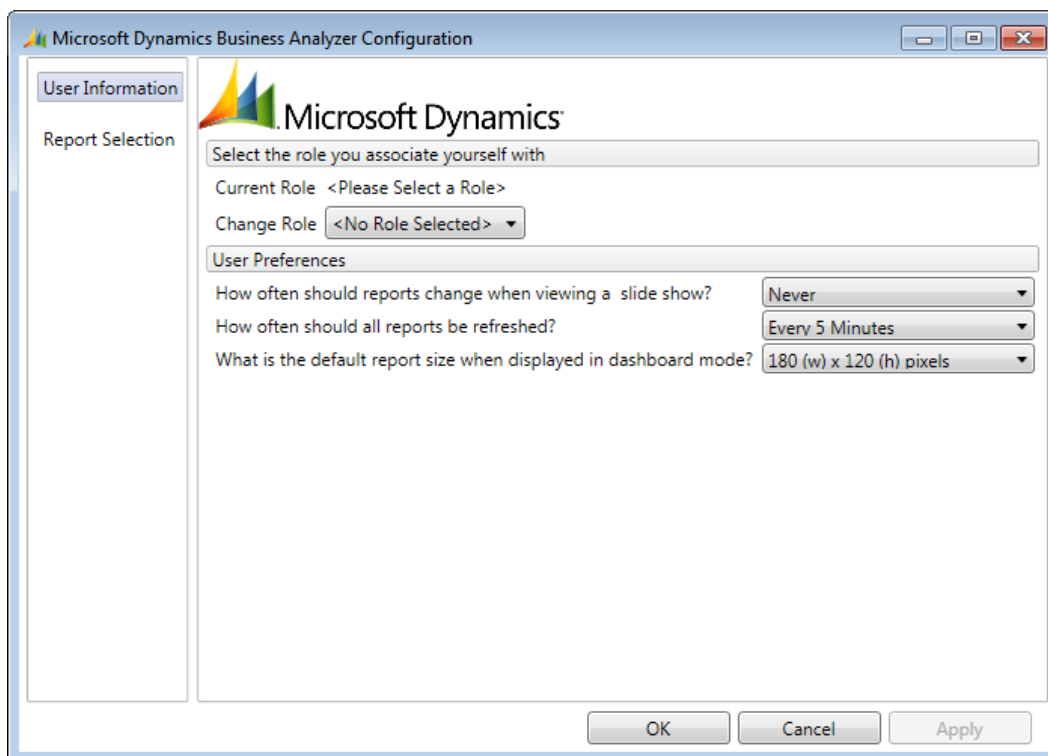 Microsoft Dynamics Business Analyzer Configuration
User Information
Report Selection
Microsoft Dynamics
Select the role you associate yourself with
Current Role <Please Select a Role>
Change Role <No Role Selected>
User Preferences
How often should reports change when viewing a slide show? Never
How often should all reports be refreshed? Every 5 Minutes
What is the default report size when displayed in dashboard mode? 180 (w) x 120 (h) pixels
OK Cancel Apply